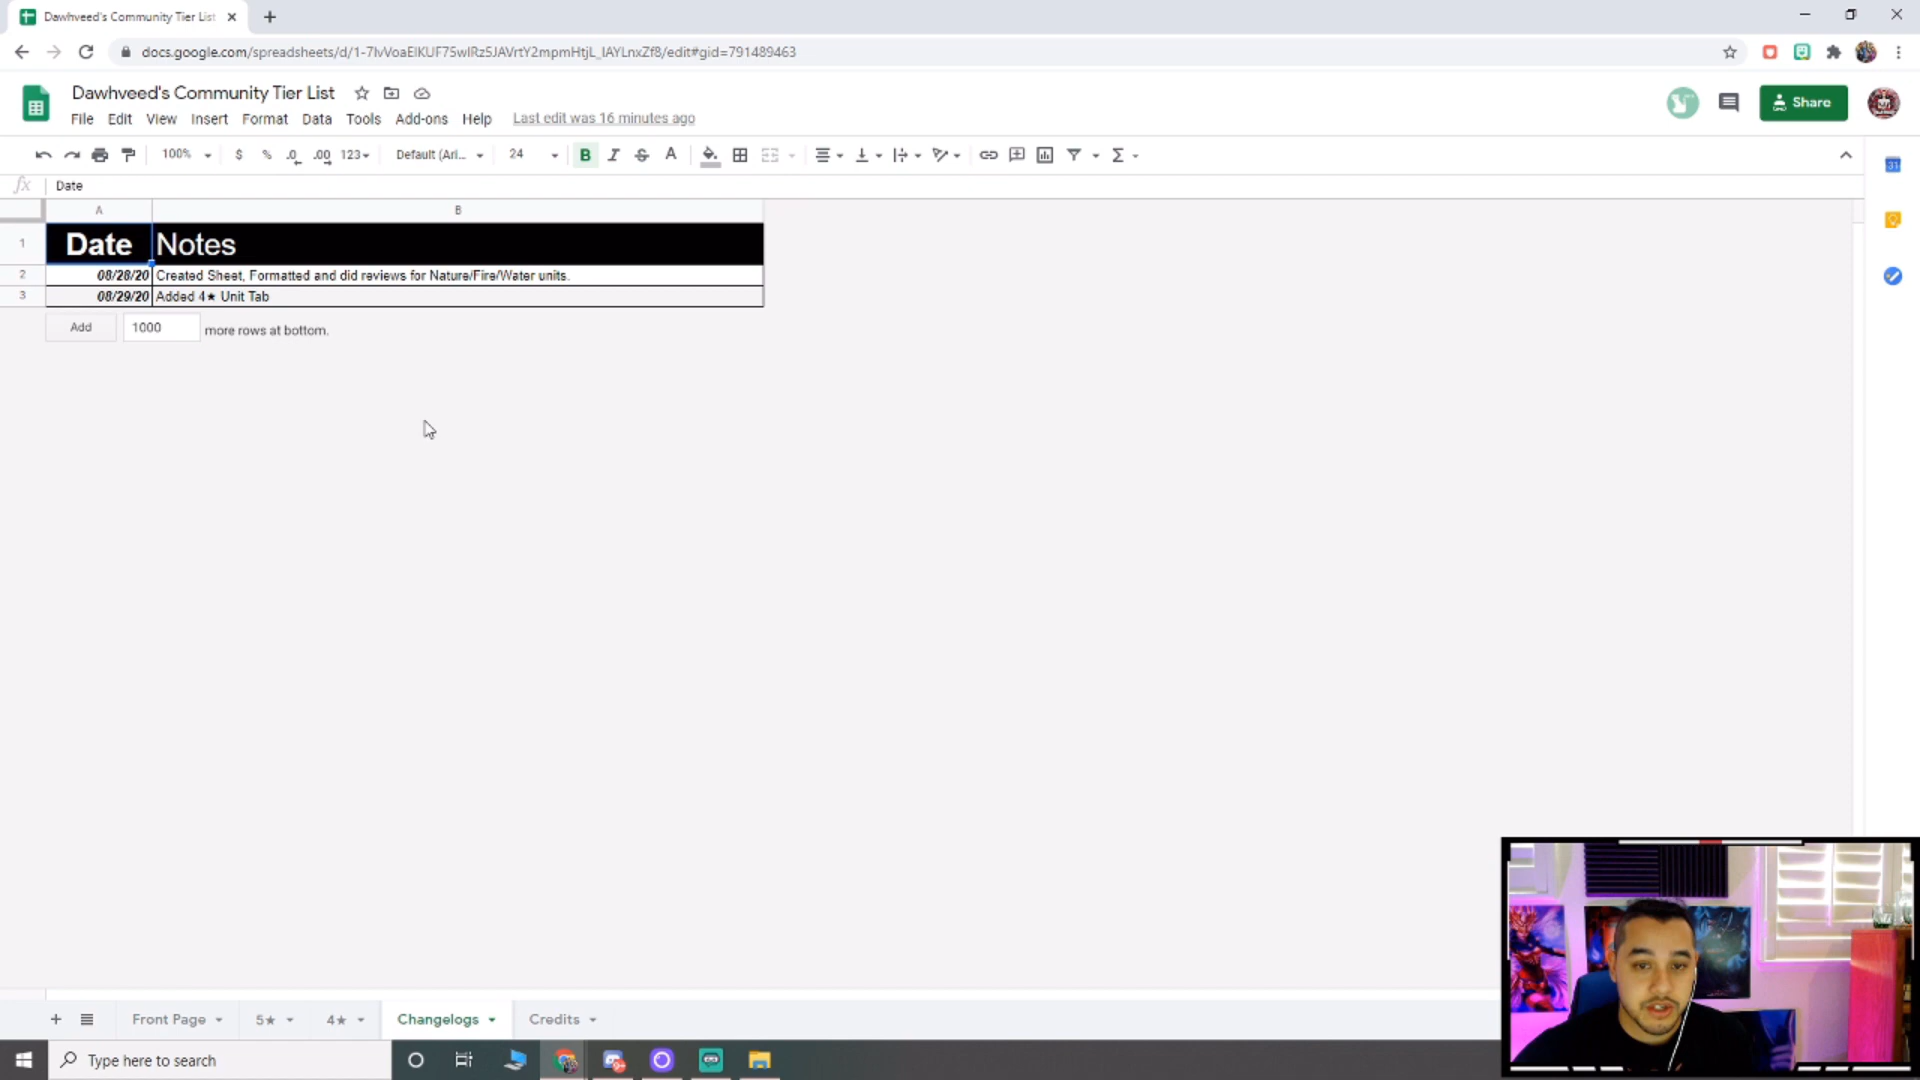 Dawhveed's Community Tier List
docs.google.com/spreadsheets/d/1-7lvVoaElKUF75wIRz5JAVrtY2mpmHtjL_IAYLnxZf8/edit#gid=791489463
Dawhveed's Community Tier List
Share
File Edit View Insert Format Data Tools Add-ons Help Last edit was 16 minutes ago
100% $ % .0 .00 123 Default (Ari... 24 B I S A
fx Date
A B
1 Date Notes
2 08/28/20 Created Sheet, Formatted and did reviews for Nature/Fire/Water units.
3 08/29/20 Added 4★ Unit Tab
Add 1000 more rows at bottom.
31
Front Page 5★ 4★ Changelogs Credits
Type here to search